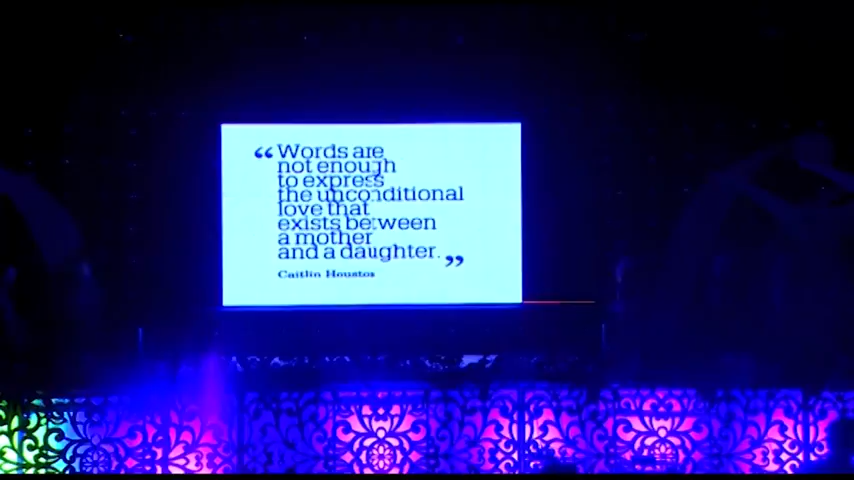 “Words are
not enough
to express
the unconditional
love that
exists between
a mother
and a daughter.”
Caitlin Houston